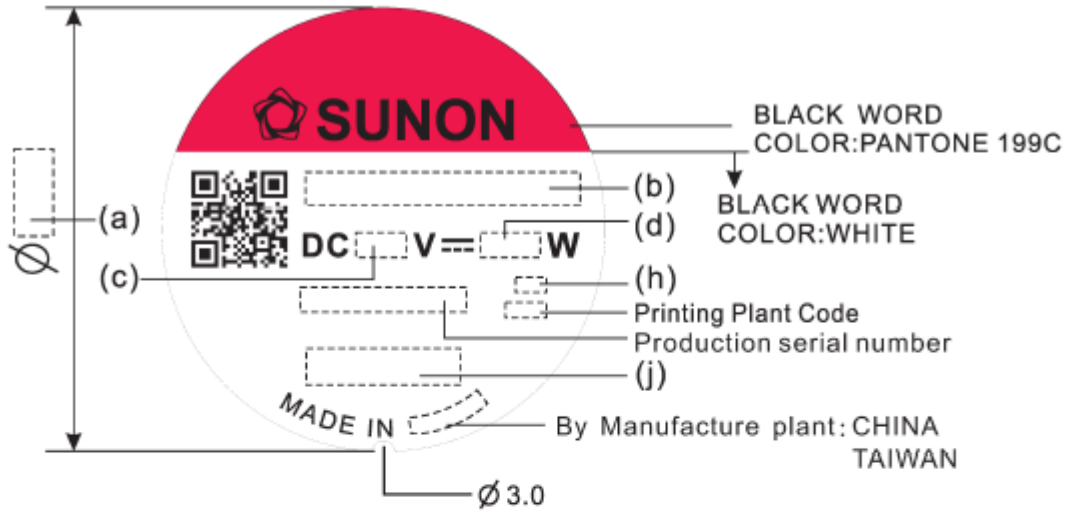 SUNON
BLACK WORD
COLOR:PANTONE 199C
(a)
(b)
BLACK WORD
COLOR:WHITE
(d)
DC V W
(c)
(h)
Printing Plant Code
Production serial number
(j)
MADE IN
By Manufacture plant: CHINA
TAIWAN
Ø
Ø 3.0